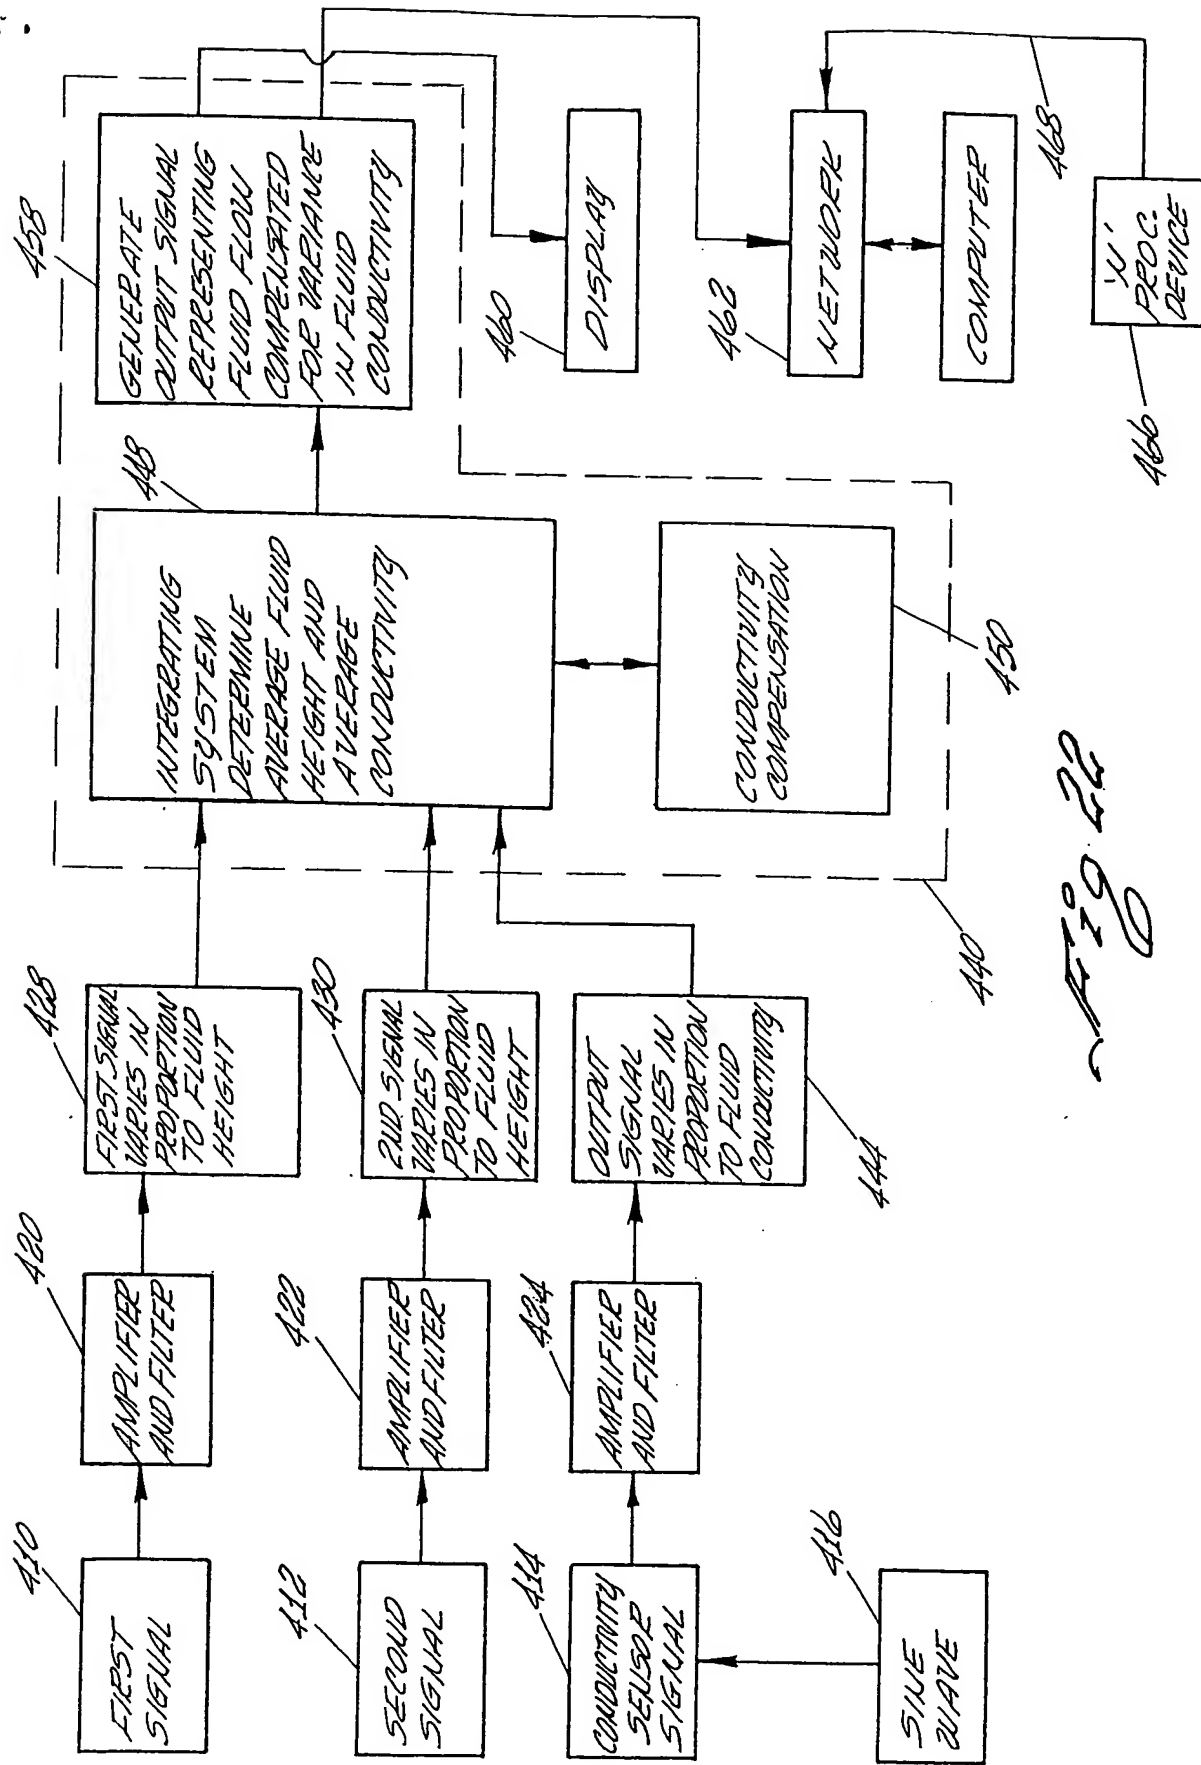 410
FIRST
SIGNAL
420
AMPLIFIER
AND FILTER
428
FIRST SIGNAL
VARIES IN
PROPORTION
TO FLUID
HEIGHT
412
SECOND
SIGNAL
422
AMPLIFIER
AND FILTER
430
2ND. SIGNAL
VARIES IN
PROPORTION
TO FLUID
HEIGHT
414
CONDUCTIVITY
SENSOR
SIGNAL
424
AMPLIFIER
AND FILTER
OUTPUT
SIGNAL
VARIES IN
PROPORTION
TO FLUID
CONDUCTIVITY
444
416
SINE
WAVE
448
INTEGRATING
SYSTEM
DETERMINE
AVERAGE FLUID
HEIGHT AND
AVERAGE
CONDUCTIVITY
CONDUCTIVITY
COMPENSATION
450
440
458
GENERATE
OUTPUT SIGNAL
REPRESENTING
FLUID FLOW
COMPENSATED
FOR VARIANCE
IN FLUID
CONDUCTIVITY
460
DISPLAY
462
NETWORK
COMPUTER
468
'N'
PROC.
DEVICE
466
Fig 22